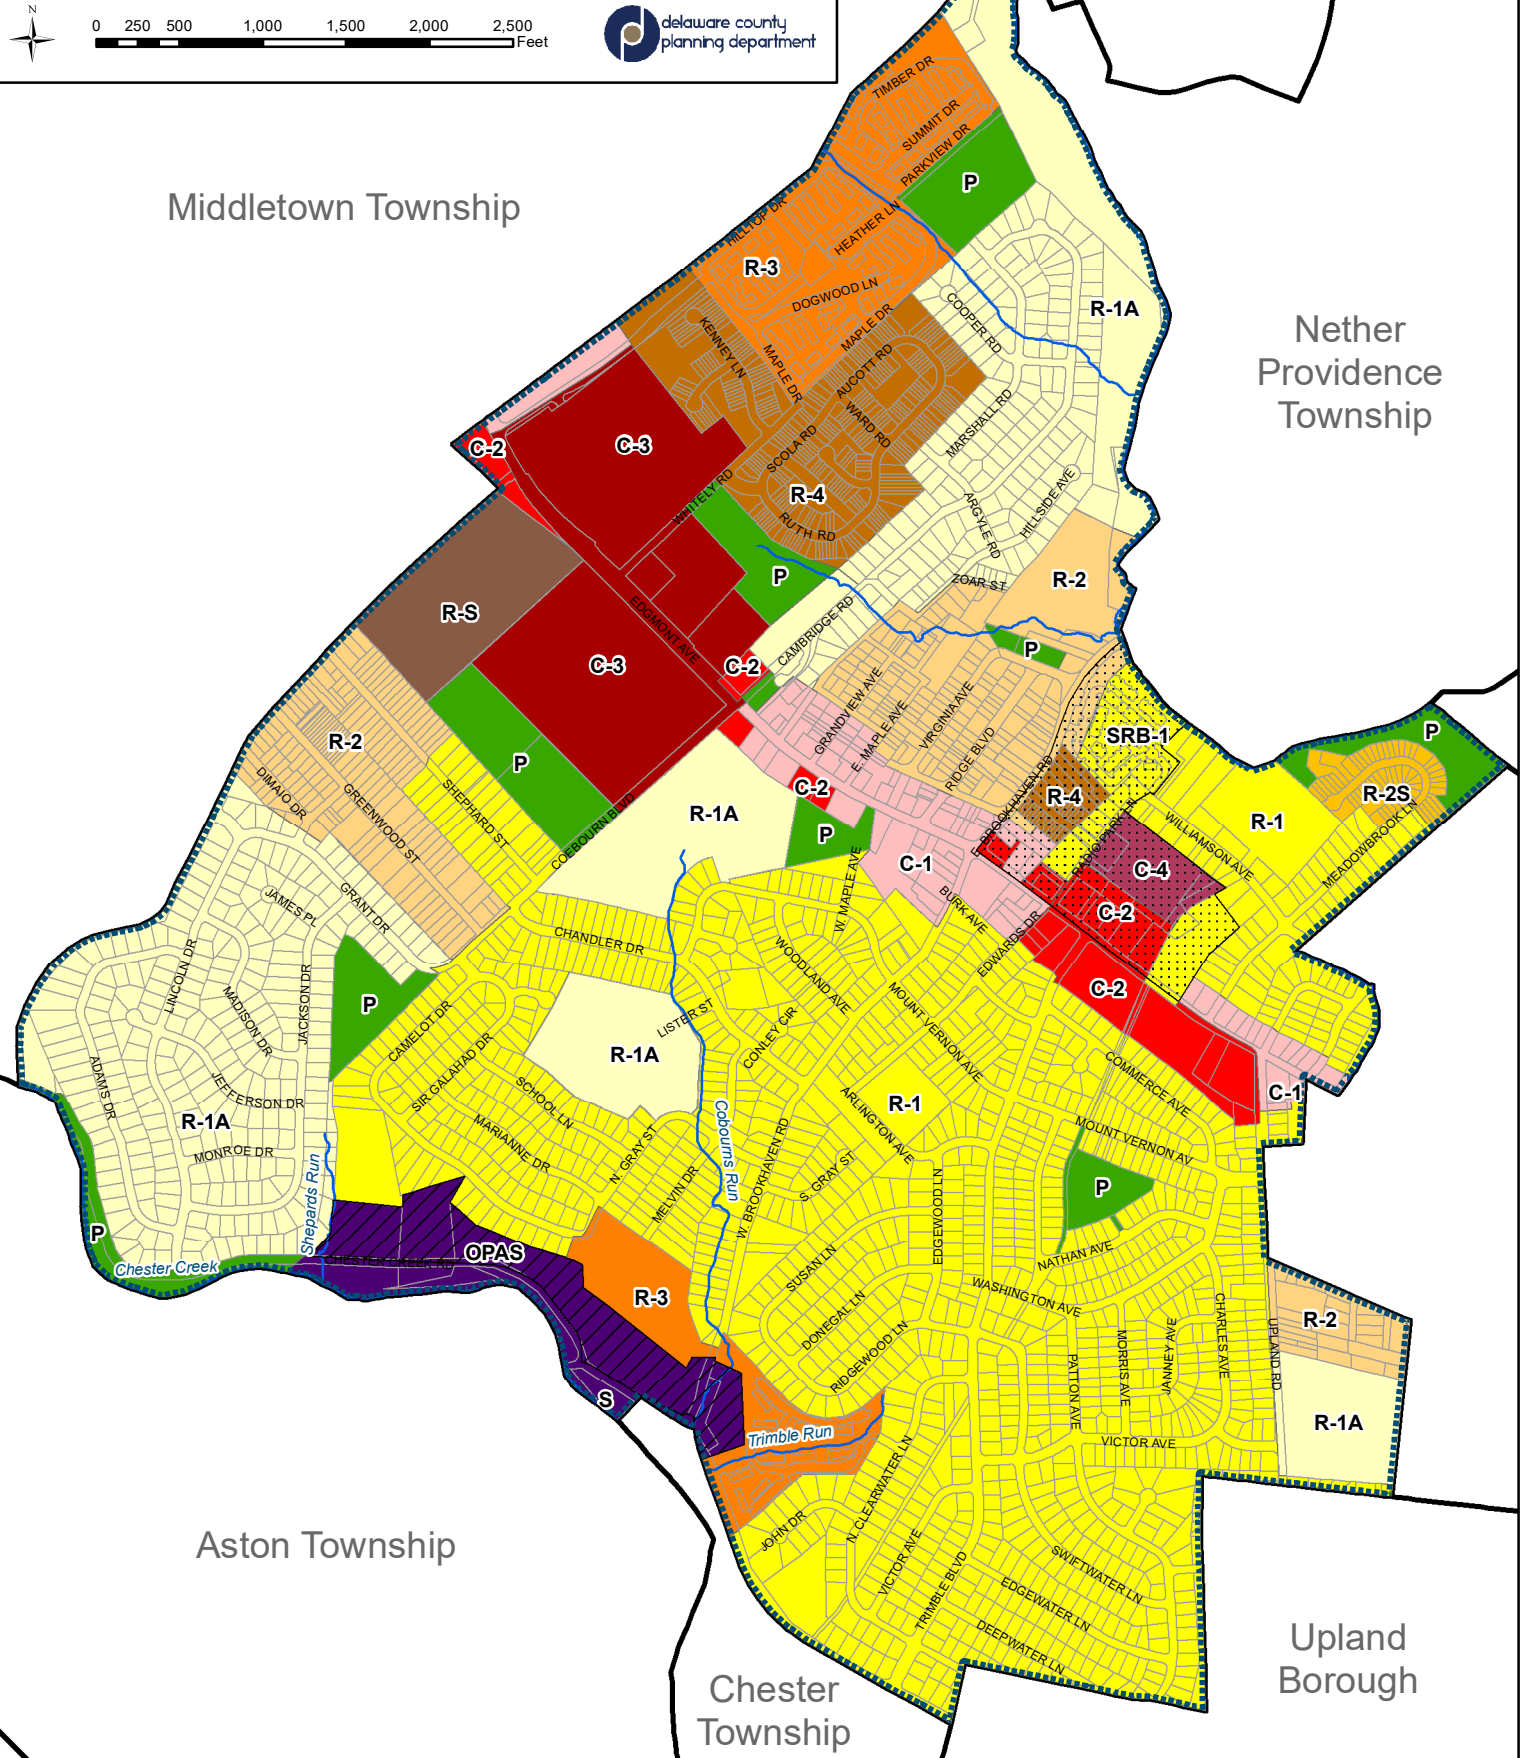 N
0 250 500 1,000 1,500 2,000 2,500
Feet
delaware county
planning department
Middletown Township
Nether
Providence
Township
Aston Township
Chester
Township
Upland
Borough
TIMBER DR
SUMMIT DR
PARKVIEW DR
P
HILLTOP DR
HEATHER LN
R-3
DOGWOOD LN
R-1A
COOPER RD
KENNEY LN
MAPLE DR
MAPLE DR
AUCOTT RD
WARD RD
MARSHALL RD
C-2
C-3
SCOLA RD
WHITELY RD
R-4
RUTH RD
ARGYLE RD
HILLSIDE AVE
P
ZOAR ST
R-2
R-S
EDGMONT AVE
CAMBRIDGE RD
P
C-3
C-2
GRANDVIEW AVE
E. MAPLE AVE
VIRGINIA AVE
RIDGE BLVD
SRB-1
P
R-2
P
DIMAIO DR
GREENWOOD ST
SHEPHARD ST
COEBOURN BLVD
R-1A
C-2
P
E. BROOKHAVEN RD
R-4
RADIO PARK LN
R-1
R-2S
MEADOWBROOK LN
WILLIAMSON AVE
C-4
C-1
C-2
W. MAPLE AVE
BURK AVE
EDWARDS DR
C-2
JAMES PL
GRANT DR
CHANDLER DR
WOODLAND AVE
LINCOLN DR
MADISON DR
JACKSON DR
P
CAMELOT DR
SIR GALAHAD DR
LISTER ST
CONLEY CIR
MOUNT VERNON AVE
R-1A
ADAMS DR
JEFFERSON DR
R-1A
MONROE DR
SCHOOL LN
MARIANNE DR
N. GRAY ST
MELVIN DR
Cobourns Run
W. BROOKHAVEN RD
S. GRAY ST
ARLINGTON AVE
R-1
COMMERCE AVE
C-1
MOUNT VERNON AV
P
EDGEWOOD LN
NATHAN AVE
Shepards Run
P
Chester Creek
CHESTER CREEK RD
OPAS
R-3
SUSAN LN
DONEGAL LN
RIDGEWOOD LN
WASHINGTON AVE
PATTON AVE
MORRIS AVE
JANNEY AVE
CHARLES AVE
UPLAND RD
R-2
R-1A
S
Trimble Run
VICTOR AVE
JOHN DR
N. CLEARWATER LN
VICTOR AVE
TRIMBLE BLVD
SWIFTWATER LN
EDGEWATER LN
DEEPWATER LN